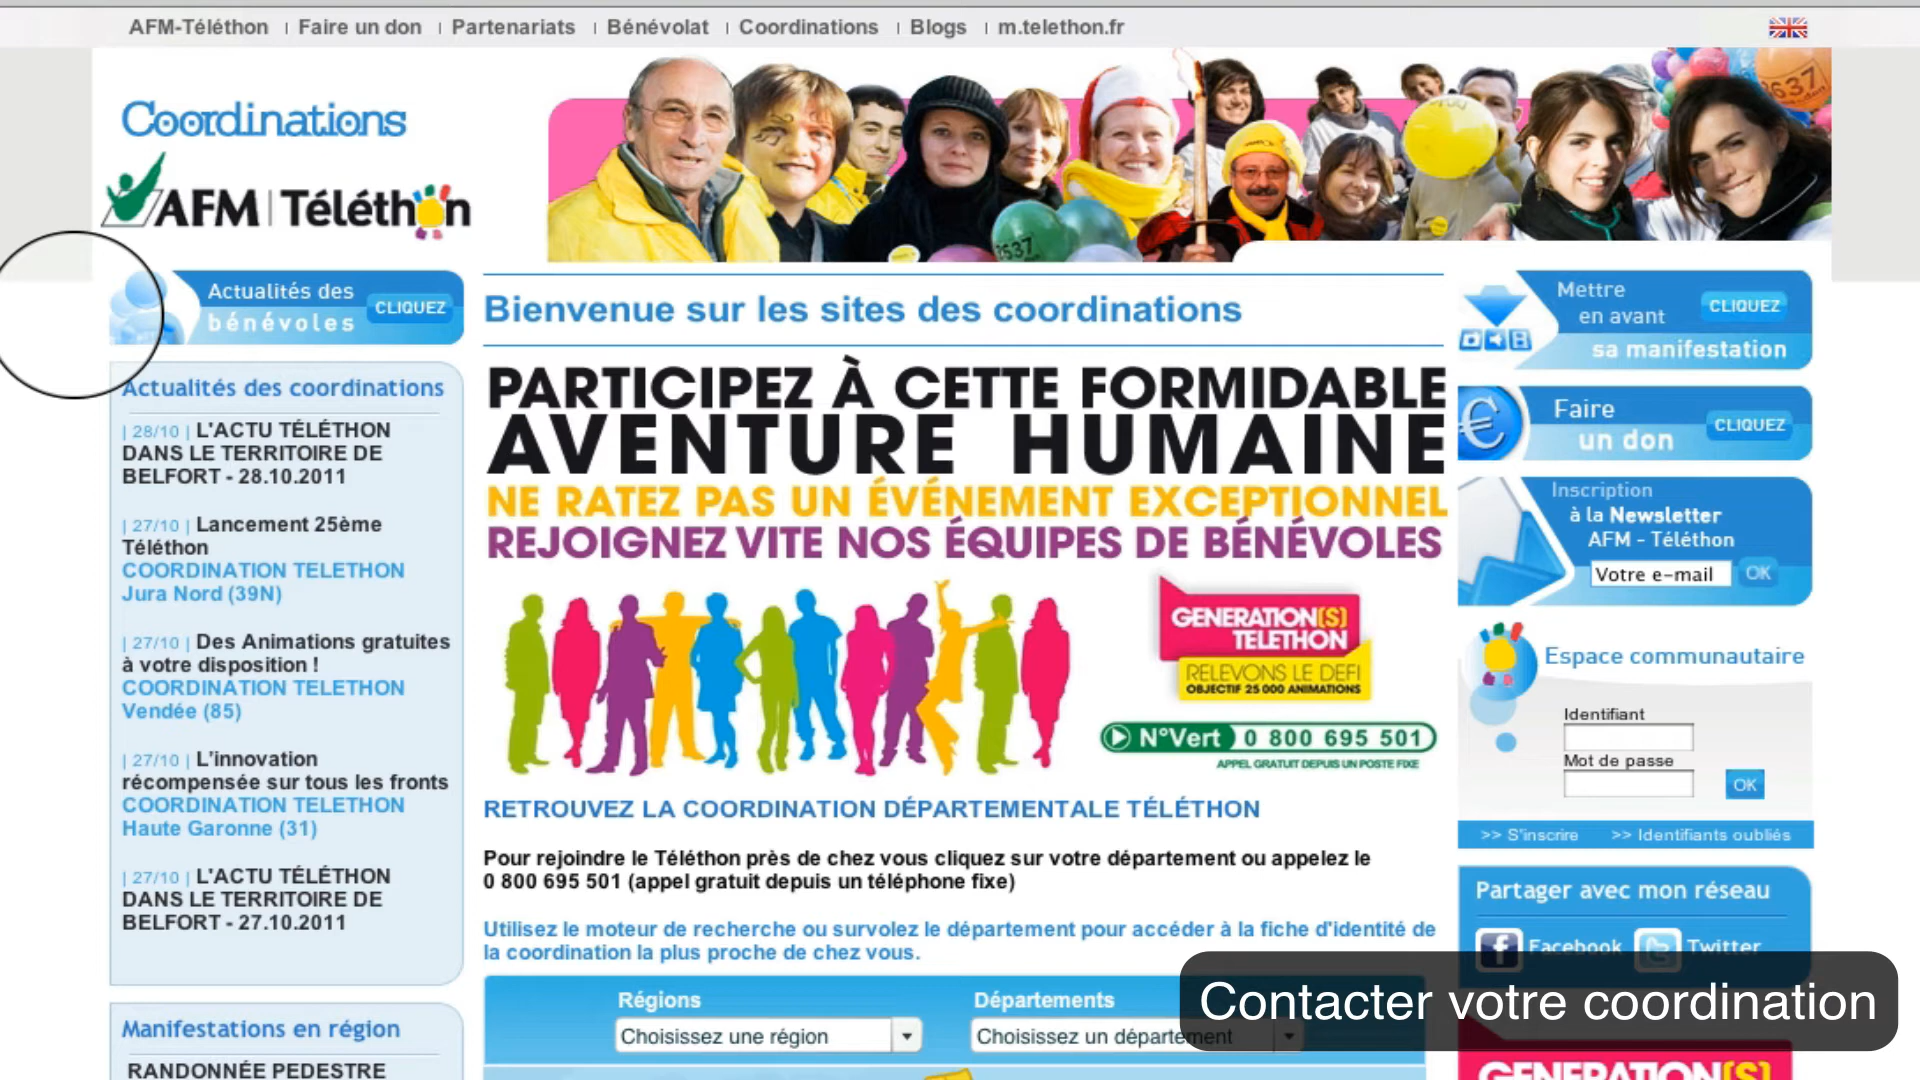 AFM-Téléthon | Faire un don | Partenariats | Bénévolat | Coordinations | Blogs | m.telethon.fr
Coordinations
AFM | Téléthon
3637
3637
Actualités des
bénévoles
CLIQUEZ
Actualités des coordinations
| 28/10 | L'ACTU TÉLÉTHON
DANS LE TERRITOIRE DE
BELFORT - 28.10.2011
| 27/10 | Lancement 25ème
Téléthon
COORDINATION TELETHON
Jura Nord (39N)
| 27/10 | Des Animations gratuites
à votre disposition !
COORDINATION TELETHON
Vendée (85)
| 27/10 | L'innovation
récompensée sur tous les fronts
COORDINATION TELETHON
Haute Garonne (31)
| 27/10 | L'ACTU TÉLÉTHON
DANS LE TERRITOIRE DE
BELFORT - 27.10.2011
Manifestations en région
RANDONNÉE PEDESTRE
Bienvenue sur les sites des coordinations
PARTICIPEZ À CETTE FORMIDABLE
AVENTURE HUMAINE
NE RATEZ PAS UN ÉVÉNEMENT EXCEPTIONNEL
REJOIGNEZ VITE NOS ÉQUIPES DE BÉNÉVOLES
GENERATION(S)
TELETHON
RELEVONS LE DEFI
OBJECTIF 25 000 ANIMATIONS
N°Vert 0 800 695 501
APPEL GRATUIT DEPUIS UN POSTE FIXE
RETROUVEZ LA COORDINATION DÉPARTEMENTALE TÉLÉTHON
Pour rejoindre le Téléthon près de chez vous cliquez sur votre département ou appelez le
0 800 695 501 (appel gratuit depuis un téléphone fixe)
Utilisez le moteur de recherche ou survolez le département pour accéder à la fiche d'identité de
la coordination la plus proche de chez vous.
Régions
Choisissez une région
Départements
Choisissez un département
Mettre
en avant
CLIQUEZ
sa manifestation
Faire
un don
CLIQUEZ
Inscription
à la Newsletter
AFM - Téléthon
Votre e-mail OK
Espace communautaire
Identifiant
Mot de passe
OK
>> S'inscrire >> Identifiants oubliés
Partager avec mon réseau
Facebook Twitter
Contacter votre coordination
GENERATION(S)